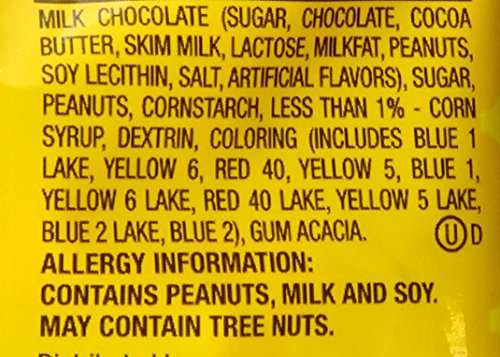 MILK CHOCOLATE (SUGAR, CHOCOLATE, COCOA
BUTTER, SKIM MILK, LACTOSE, MILKFAT, PEANUTS,
SOY LECITHIN, SALT, ARTIFICIAL FLAVORS), SUGAR,
PEANUTS, CORNSTARCH, LESS THAN 1% - CORN
SYRUP, DEXTRIN, COLORING (INCLUDES BLUE 1
LAKE, YELLOW 6, RED 40, YELLOW 5, BLUE 1,
YELLOW 6 LAKE, RED 40 LAKE, YELLOW 5 LAKE,
BLUE 2 LAKE, BLUE 2), GUM ACACIA. U D
ALLERGY INFORMATION:
CONTAINS PEANUTS, MILK AND SOY.
MAY CONTAIN TREE NUTS.